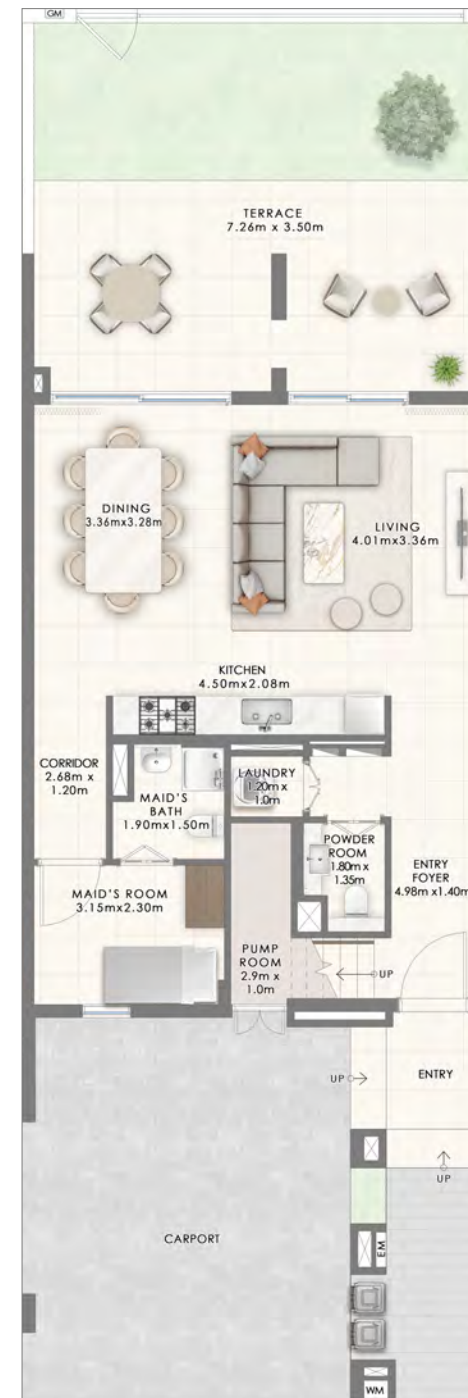 GM
TERRACE
7.26m x 3.50m
DINING
3.36mx3.28m
LIVING
4.01mx3.36m
KITCHEN
4.50mx2.08m
CORRIDOR
2.68m x
1.20m
MAID'S
BATH
1.90mx1.50m
LAUNDRY
1.20m x
1.0m
POWDER
ROOM
1.80m x
1.35m
ENTRY
FOYER
4.98m x1.40m
MAID'S ROOM
3.15mx2.30m
PUMP
ROOM
2.9m x
1.0m
UP
UP
ENTRY
UP
CARPORT
EM
WM